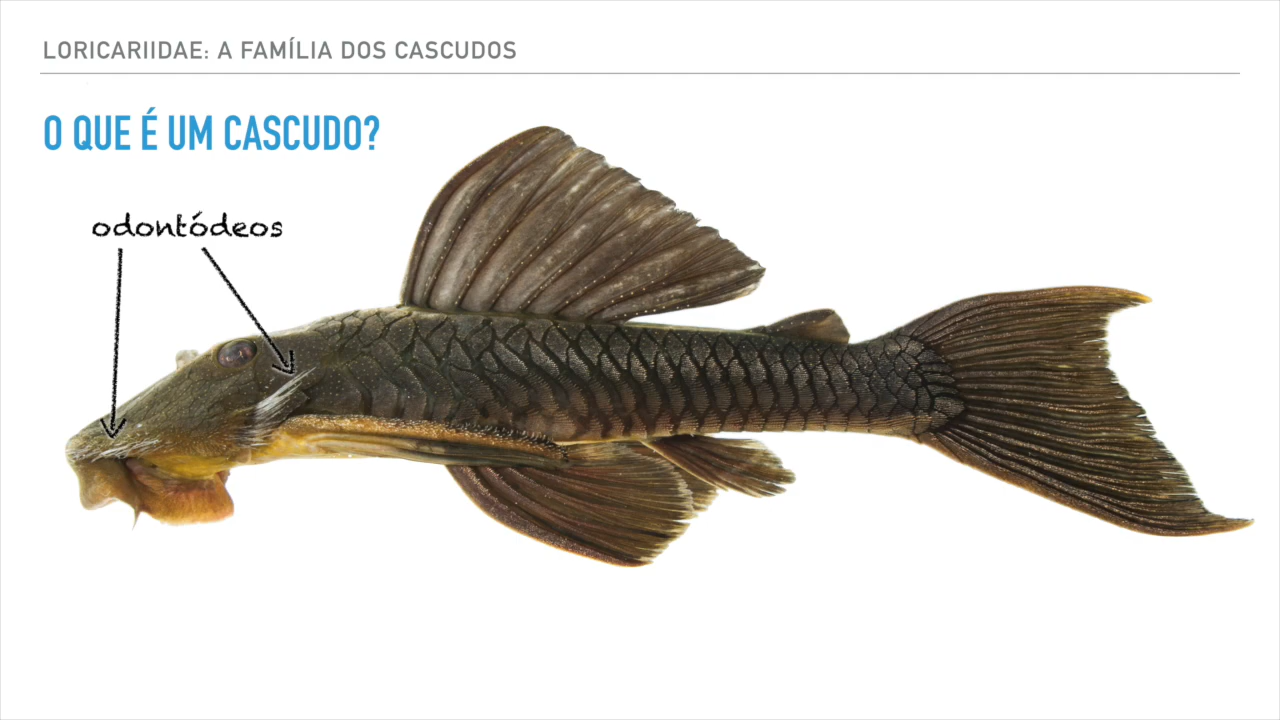 LORICARIIDAE: A FAMÍLIA DOS CASCUDOS
O QUE É UM CASCUDO?
odontódeos